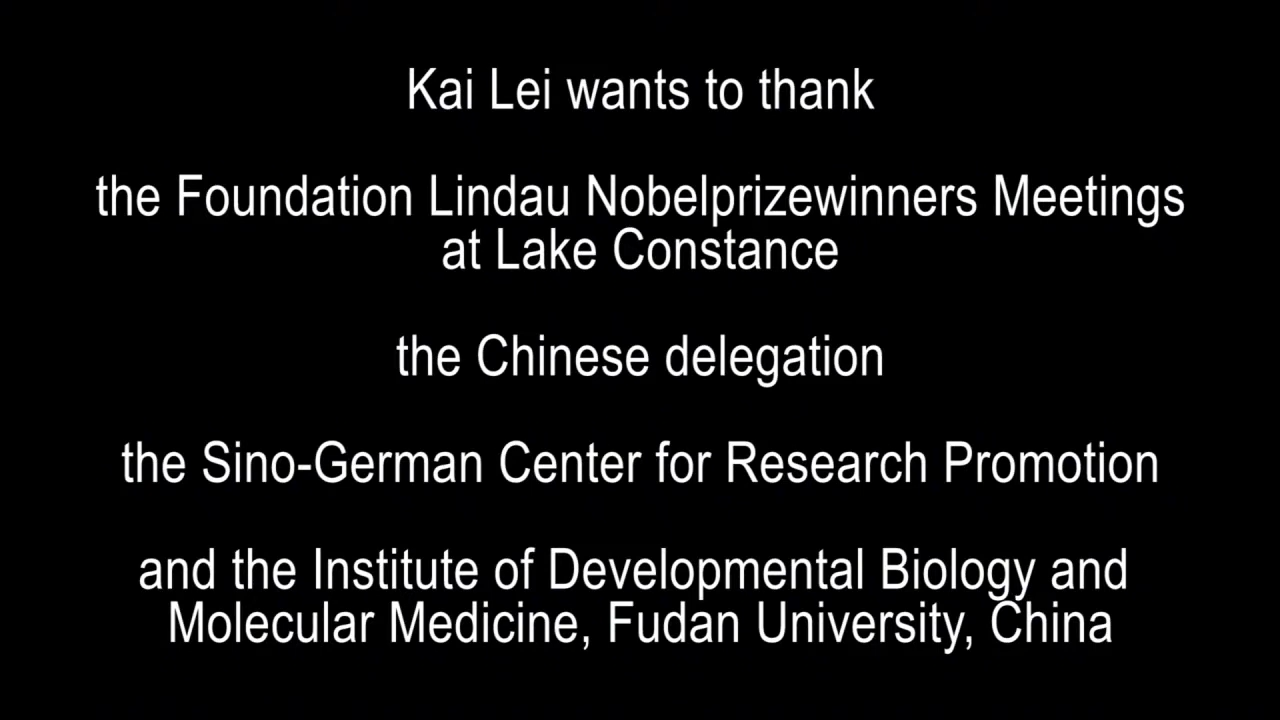 Kai Lei wants to thank
the Foundation Lindau Nobelprizewinners Meetings
at Lake Constance
the Chinese delegation
the Sino-German Center for Research Promotion
and the Institute of Developmental Biology and
Molecular Medicine, Fudan University, China